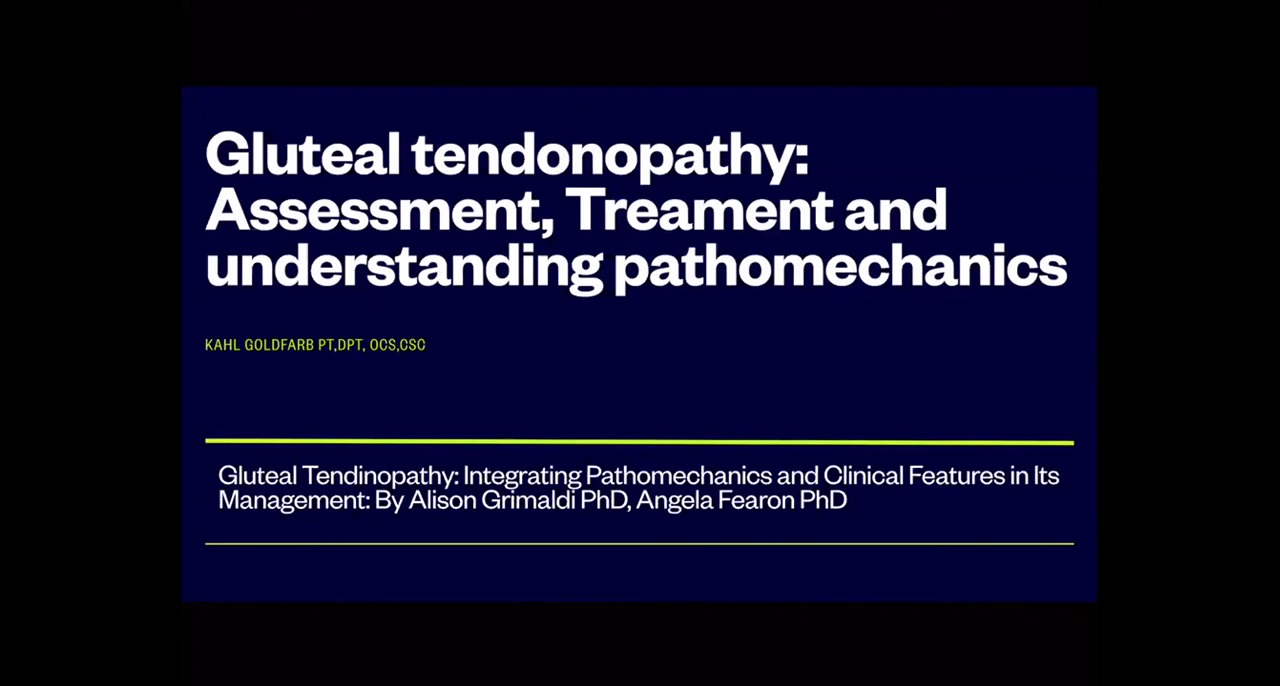 Gluteal tendonopathy:
Assessment, Treament and
understanding pathomechanics
KAHL GOLDFARB PT,DPT, OCS,CSC
Gluteal Tendinopathy: Integrating Pathomechanics and Clinical Features in Its
Management: By Alison Grimaldi PhD, Angela Fearon PhD